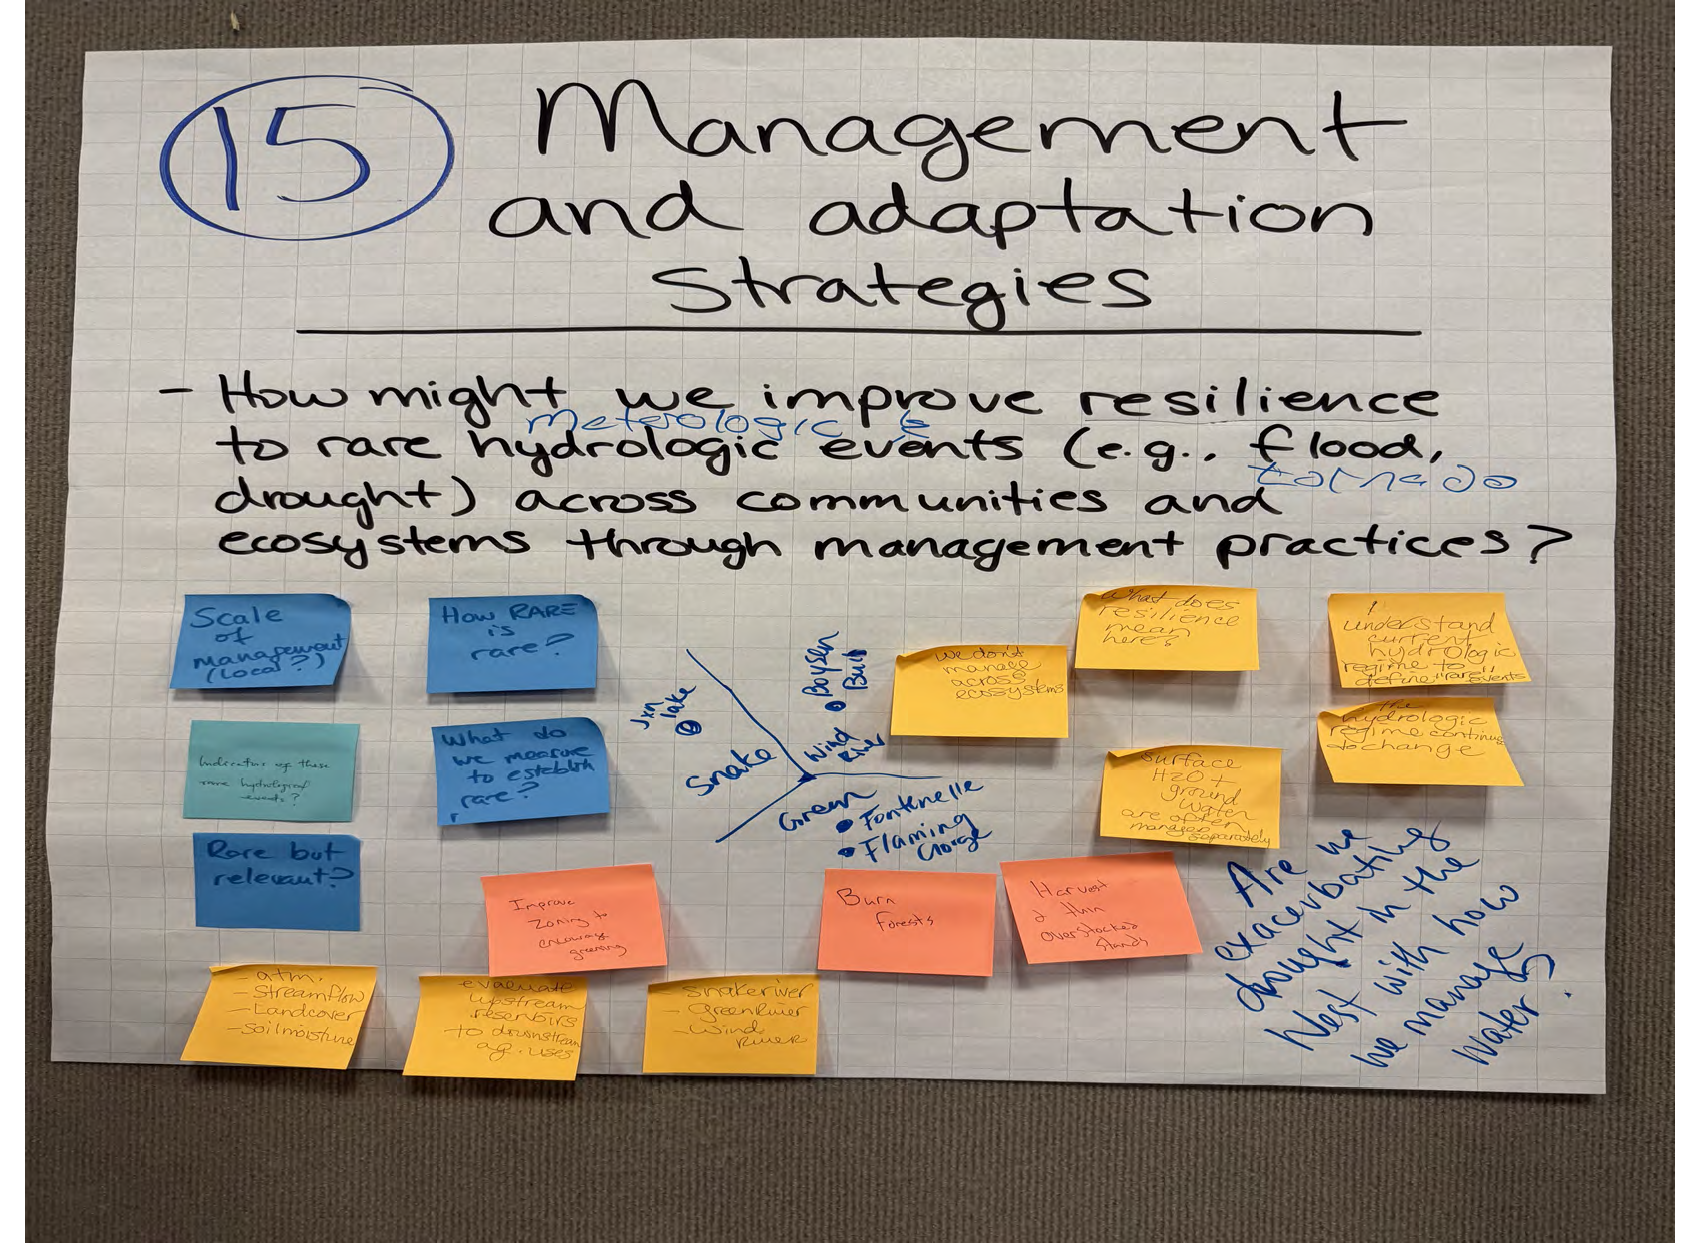 15
Management
and adaptation
strategies
- How might we improve resilience
meterologic &
to rare hydrologic events (e.g., flood,
tornado
drought) across communities and
ecosystems through management practices?
Scale
of
management
(local?)
How RARE
is
rare?
Indicators of these
rare hydrological
events?
What do
we measure
to establish
rare?
Rare but
relevant?
Jxn
lake
Snake
Boysen
Wind
River
Green
Fontenelle
Flaming
Gorge
we don't
manage
across
ecosystems
What does
resilience
mean
here?
understand
current
hydrologic
regime to
define "rare" events
the
hydrologic
regime continue
to change
surface
H2O +
ground
water
are often
manage
separately
Improve
zoning to
greening
Burn
forests
Harvest
& thin
overstocked
stands
- atm.
- streamflow
- Landcover
- soil moisture
evaluate
upstream
reservoirs
to downstream
ag. uses
- snake river
- Green River
- Wind
River
Are we
exacerbating
drought in the
West with how
we manage
water?